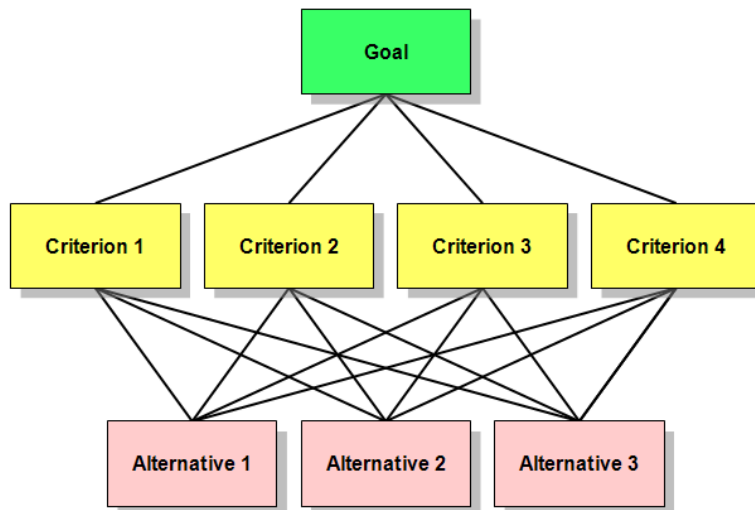 Goal
Criterion 1
Criterion 2
Criterion 3
Criterion 4
Alternative 1
Alternative 2
Alternative 3